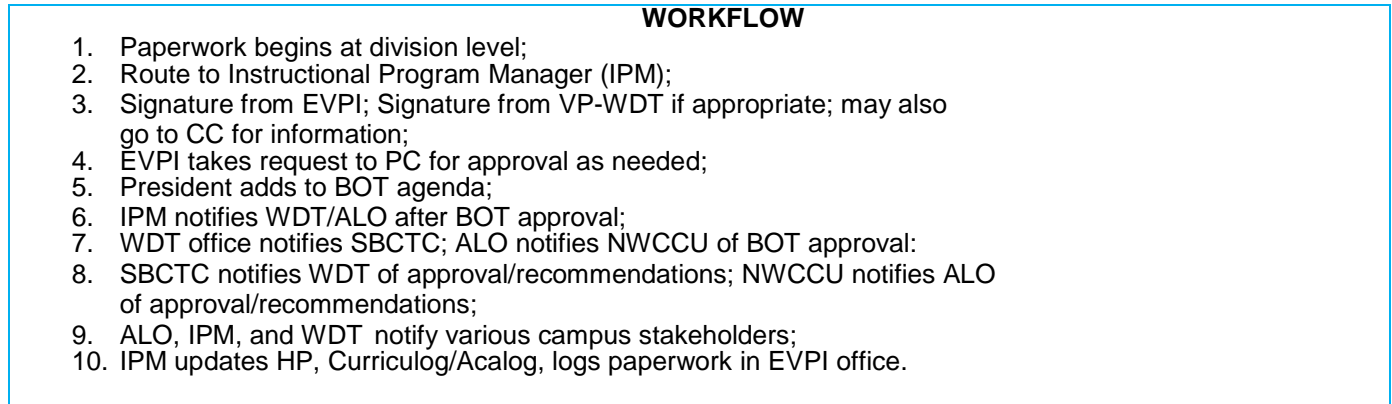 WORKFLOW
1. Paperwork begins at division level;
2. Route to Instructional Program Manager (IPM);
3. Signature from EVPI; Signature from VP-WDT if appropriate; may also
go to CC for information;
4. EVPI takes request to PC for approval as needed;
5. President adds to BOT agenda;
6. IPM notifies WDT/ALO after BOT approval;
7. WDT office notifies SBCTC; ALO notifies NWCCU of BOT approval:
8. SBCTC notifies WDT of approval/recommendations; NWCCU notifies ALO
of approval/recommendations;
9. ALO, IPM, and WDT notify various campus stakeholders;
10. IPM updates HP, Curriculog/Acalog, logs paperwork in EVPI office.